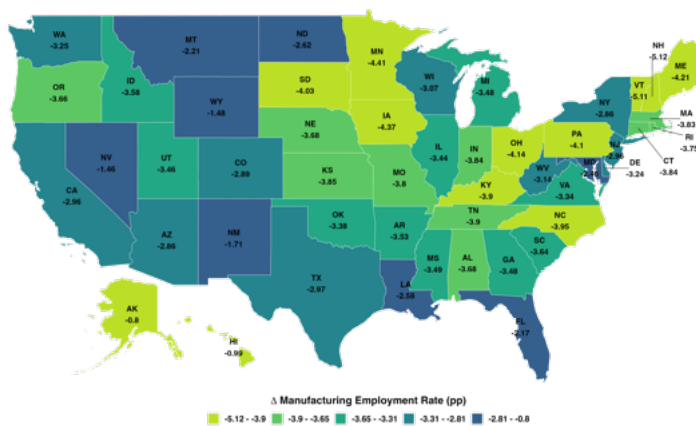 WA
-3.25
MT
-2.21
ND
-2.62
MN
-4.41
NH
-5.12
ME
-4.21
VT
-5.11
OR
-3.66
ID
-3.58
SD
-4.03
WI
-3.07
MI
-3.48
NY
-2.86
MA
-3.83
RI
-3.75
WY
-1.48
IA
-4.37
NE
-3.68
PA
-4.1
NJ
-2.96
CT
-3.84
NV
-1.46
UT
-3.46
CO
-2.89
IL
-3.44
IN
-3.84
OH
-4.14
MD
-2.46
DE
-3.24
WV
-3.14
CA
-2.96
KS
-3.85
MO
-3.8
KY
-3.9
VA
-3.34
AZ
-2.86
NM
-1.71
OK
-3.38
AR
-3.53
TN
-3.9
NC
-3.95
SC
-3.64
TX
-2.97
LA
-2.58
MS
-3.49
AL
-3.68
GA
-3.48
FL
-2.17
AK
-0.8
HI
-0.99
Δ Manufacturing Employment Rate (pp)
-5.12 - -3.9
-3.9 - -3.65
-3.65 - -3.31
-3.31 - -2.81
-2.81 - -0.8